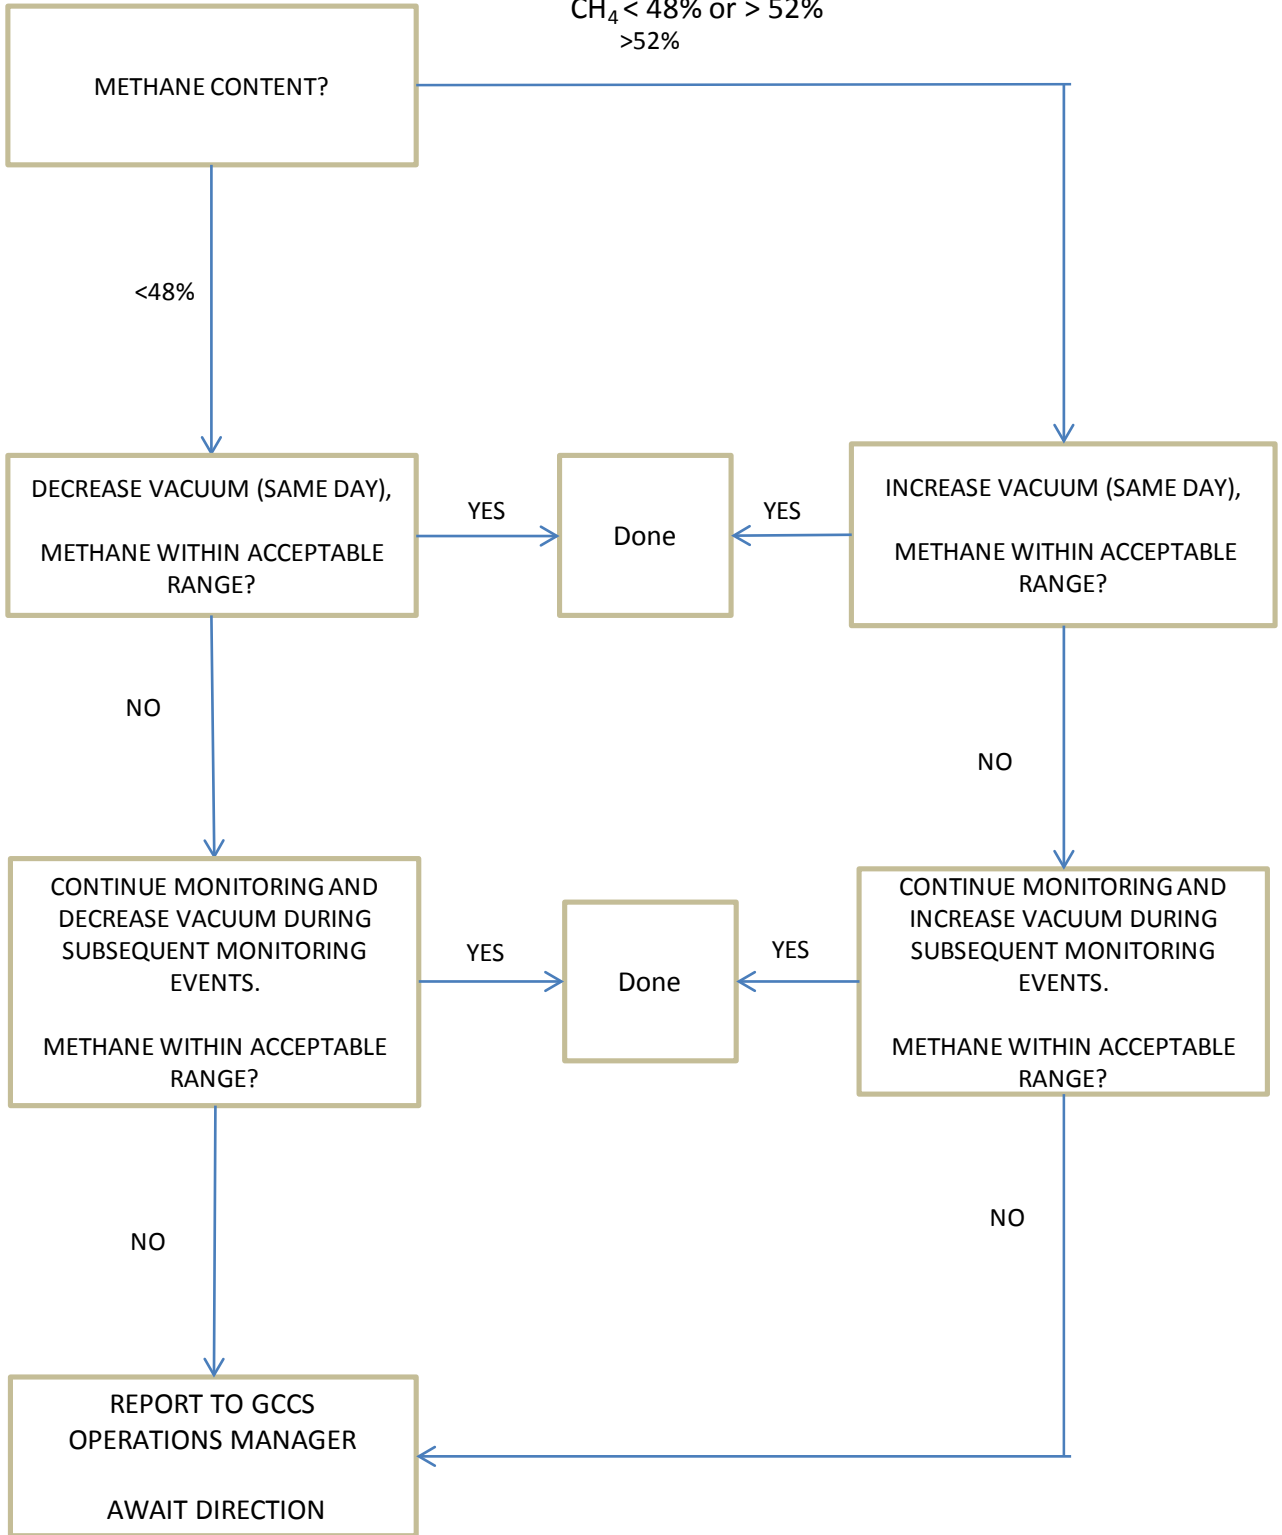 CH₄ < 48% or > 52%
>52%
METHANE CONTENT?
<48%
DECREASE VACUUM (SAME DAY),
METHANE WITHIN ACCEPTABLE
RANGE?
YES
Done
YES
INCREASE VACUUM (SAME DAY),
METHANE WITHIN ACCEPTABLE
RANGE?
NO
NO
CONTINUE MONITORING AND
DECREASE VACUUM DURING
SUBSEQUENT MONITORING
EVENTS.
METHANE WITHIN ACCEPTABLE
RANGE?
YES
Done
YES
CONTINUE MONITORING AND
INCREASE VACUUM DURING
SUBSEQUENT MONITORING
EVENTS.
METHANE WITHIN ACCEPTABLE
RANGE?
NO
NO
REPORT TO GCCS
OPERATIONS MANAGER
AWAIT DIRECTION